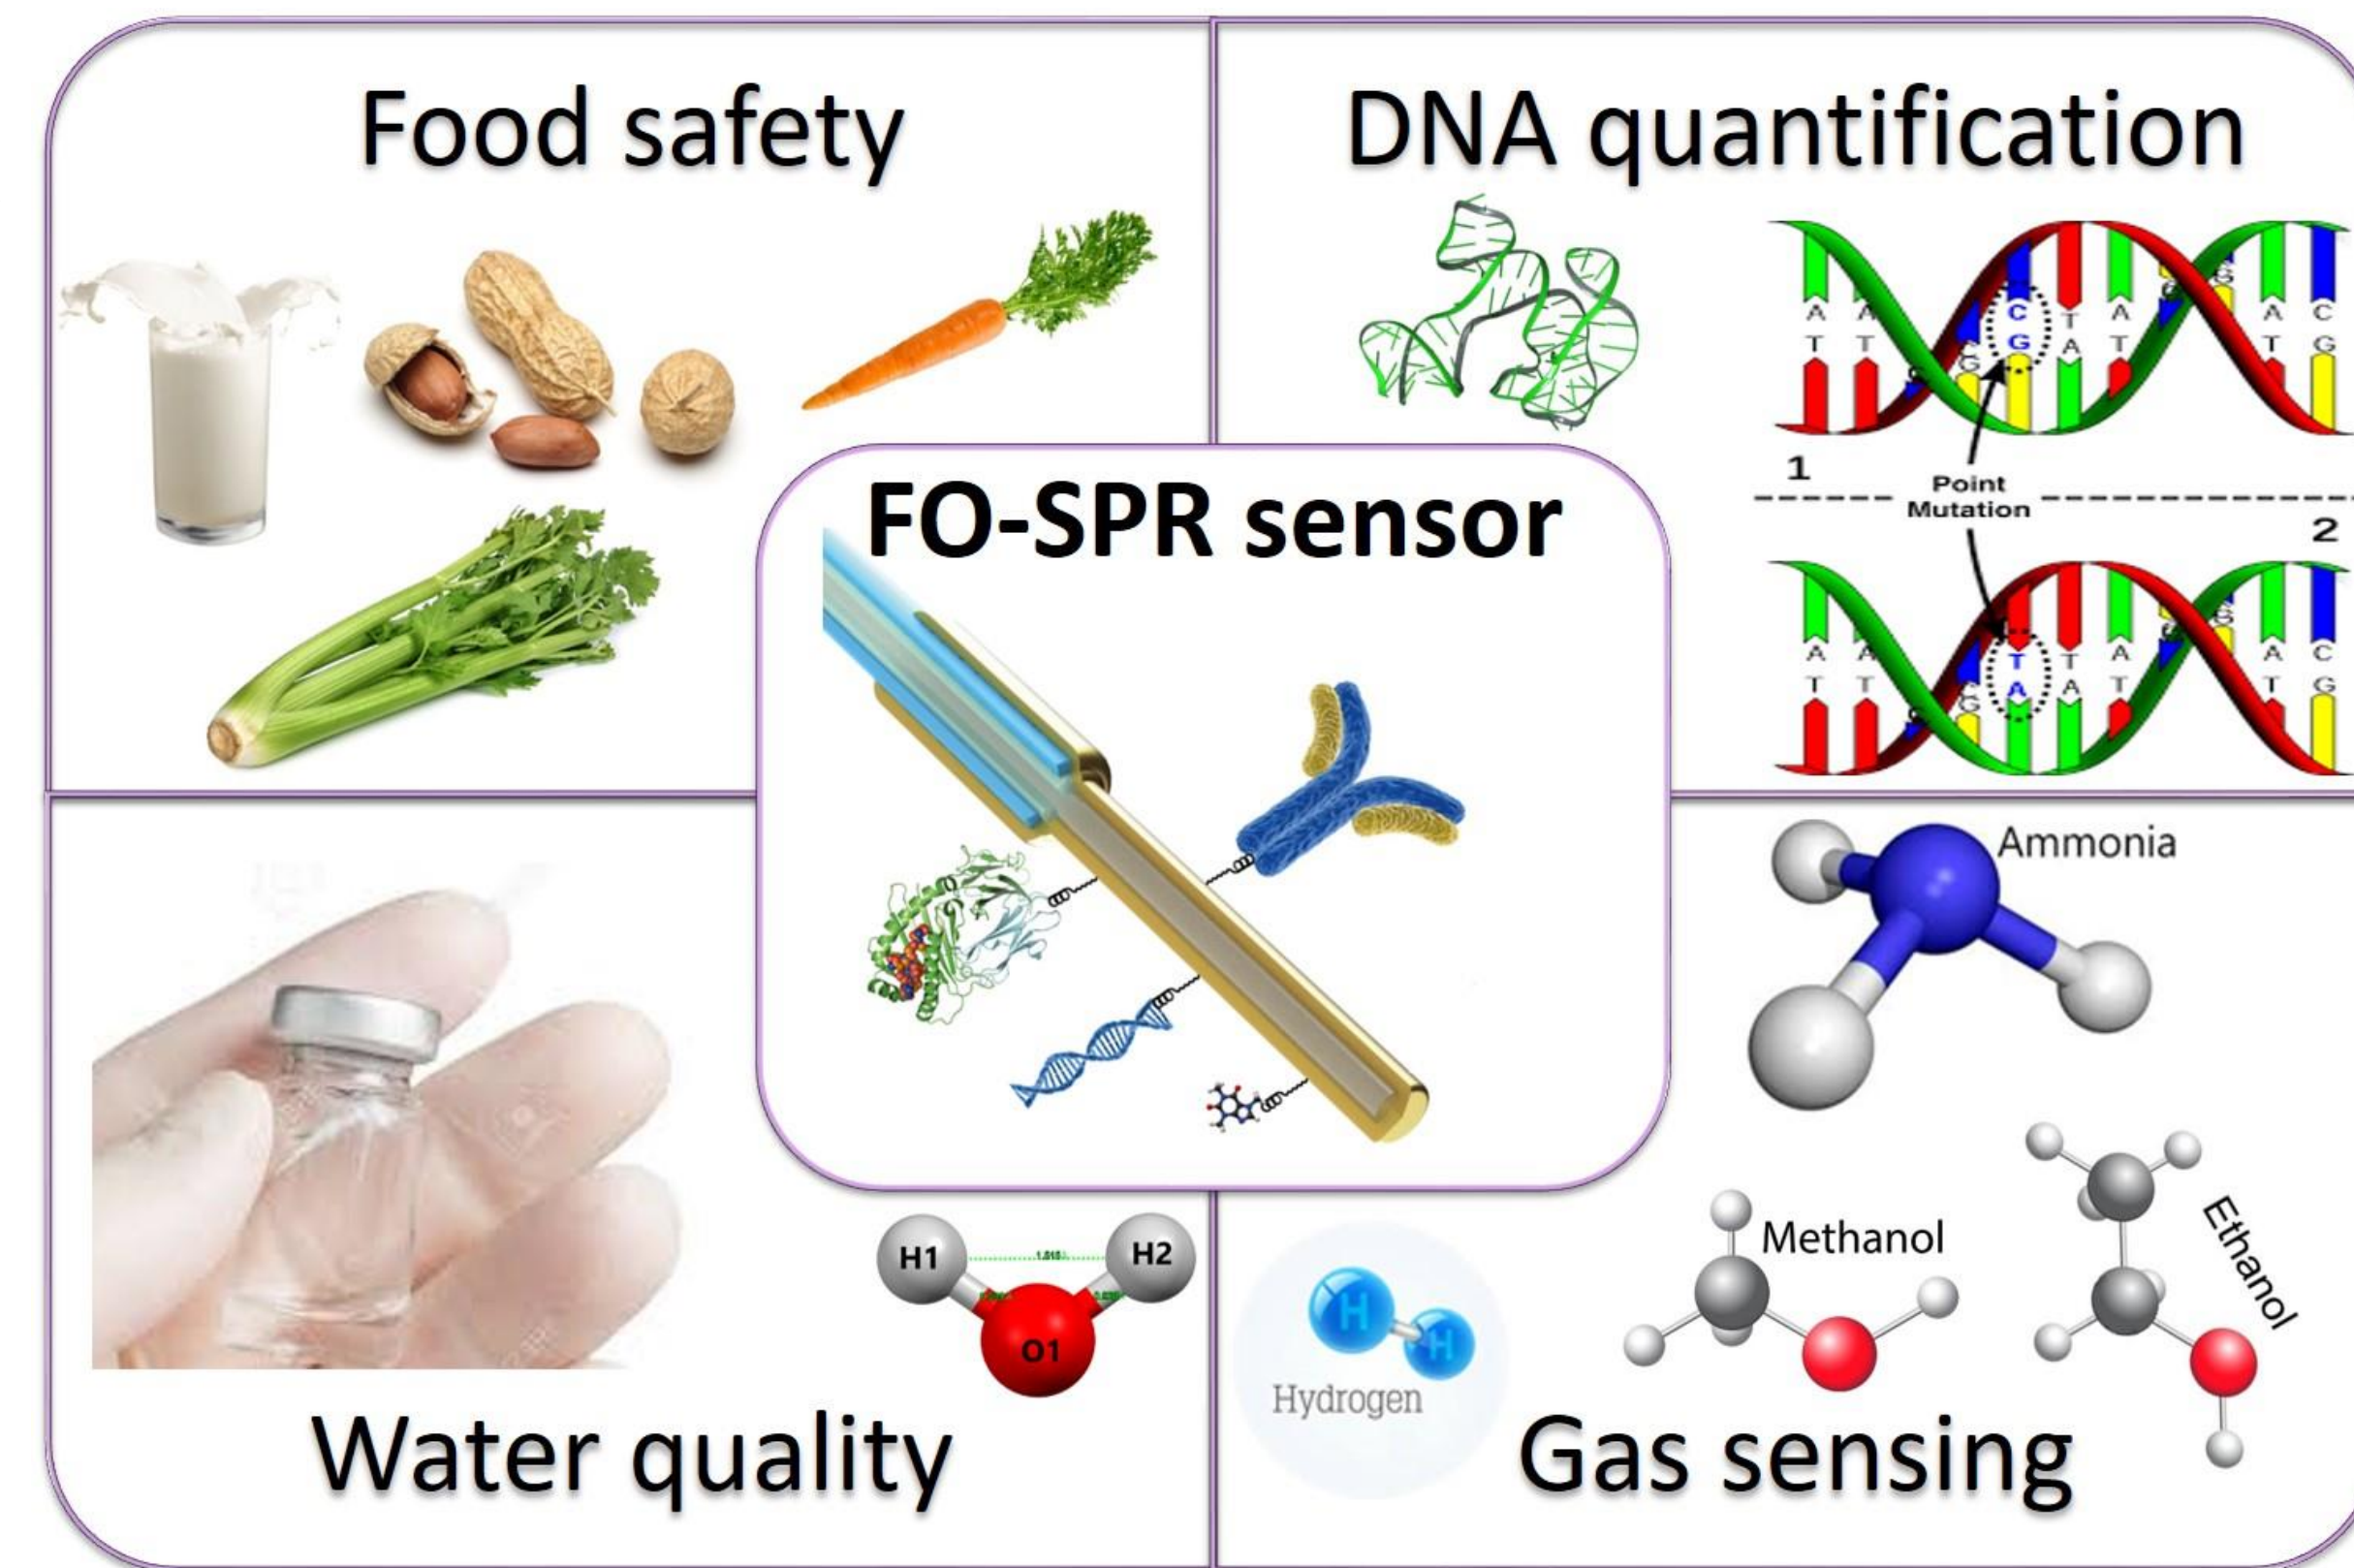 Food safety
DNA quantification
A A C T A G A C
T T G G A T T G
1
Point
Mutation
2
A A T T A G A C
T T G G A A T T G
FO-SPR sensor
Ammonia
H1 H2
O1
Methanol
Ethanol
H H
Hydrogen
Water quality
Gas sensing